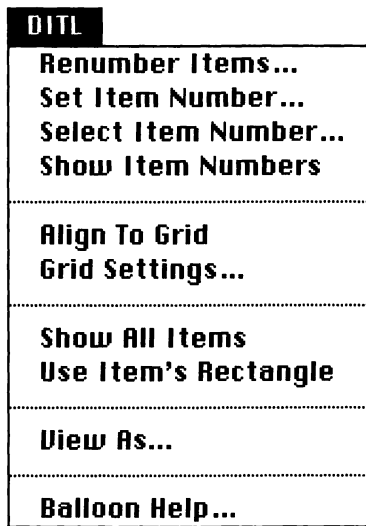 DITL
Renumber Items...
Set Item Number...
Select Item Number...
Show Item Numbers
Align To Grid
Grid Settings...
Show All Items
Use Item's Rectangle
View As...
Balloon Help...